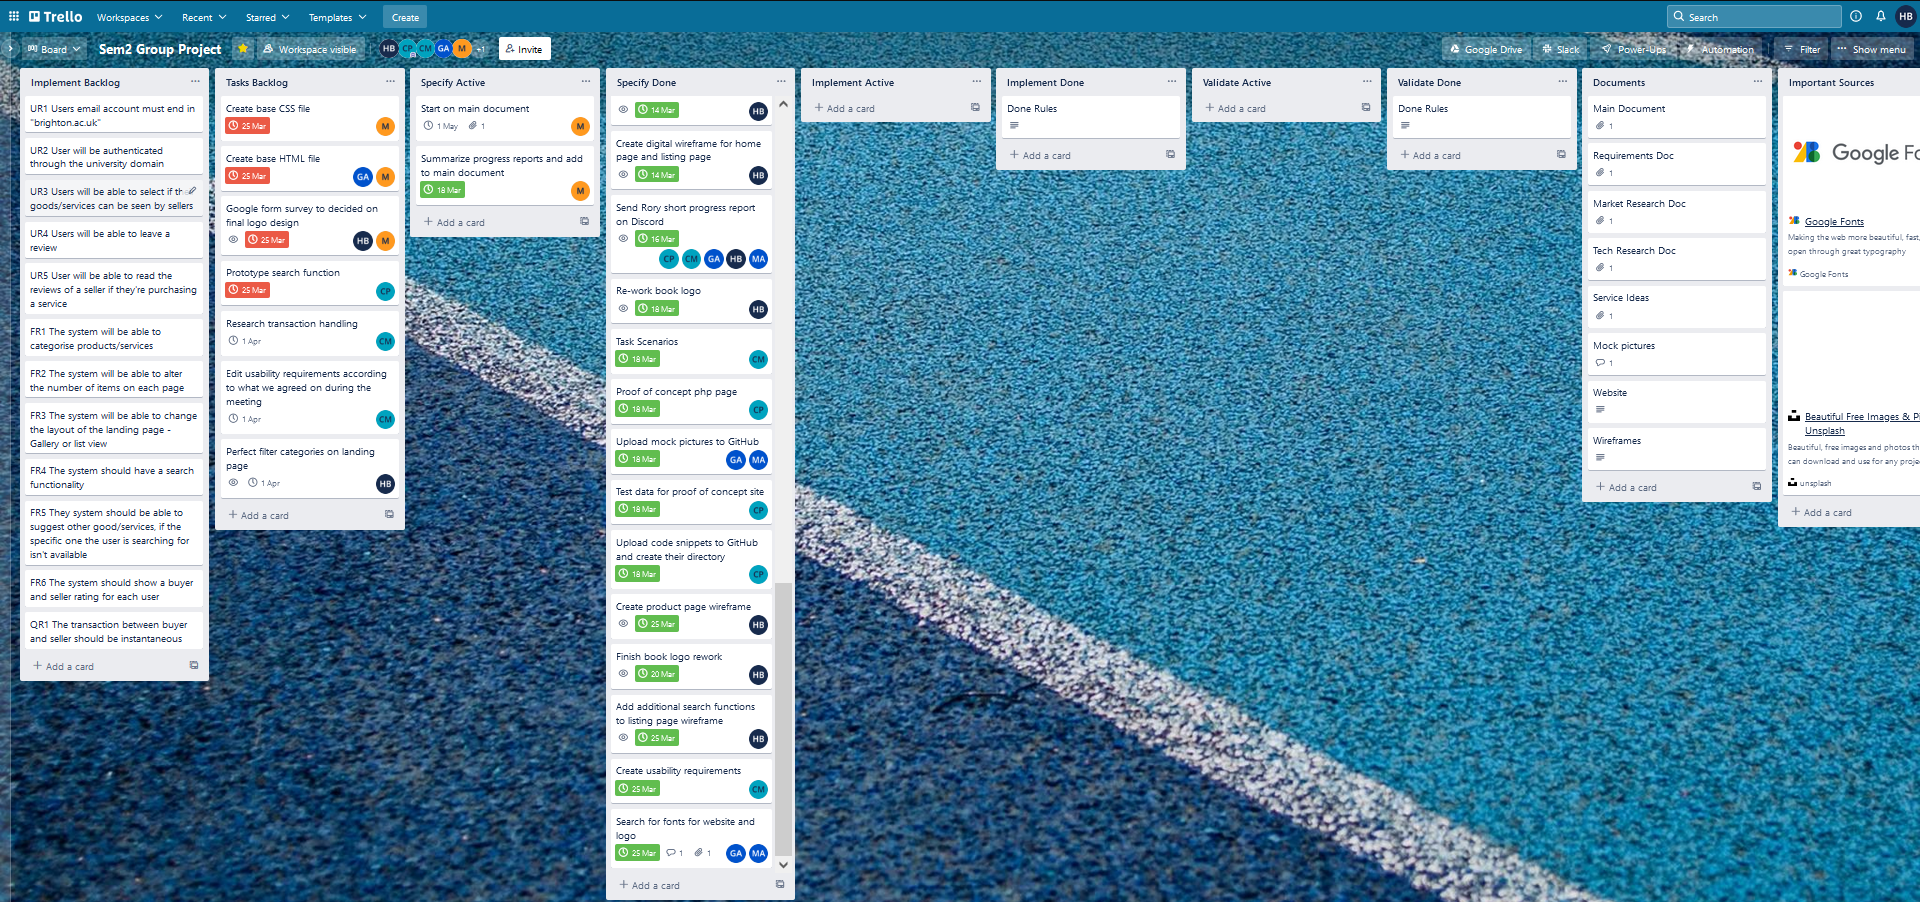 Trello
Workspaces
Recent
Starred
Templates
Create
Search
HB
Board
Sem2 Group Project
Workspace visible
HB
CP
CM
GA
M
+1
Invite
Google Drive
Slack
Power-Ups
Automation
Filter
Show menu
Implement Backlog
UR1 Users email account must end in
"brighton.ac.uk"
UR2 User will be authenticated
through the university domain
UR3 Users will be able to select if the
goods/services can be seen by sellers
UR4 Users will be able to leave a
review
UR5 User will be able to read the
reviews of a seller if they're purchasing
a service
FR1 The system will be able to
categorise products/services
FR2 The system will be able to alter
the number of items on each page
FR3 The system will be able to change
the layout of the landing page -
Gallery or list view
FR4 The system should have a search
functionality
FR5 They system should be able to
suggest other good/services, if the
specific one the user is searching for
isn't available
FR6 The system should show a buyer
and seller rating for each user
QR1 The transaction between buyer
and seller should be instantaneous
+ Add a card
Tasks Backlog
Create base CSS file
25 Mar
M
Create base HTML file
25 Mar
GA
M
Google form survey to decided on
final logo design
25 Mar
HB
M
Prototype search function
25 Mar
CP
Research transaction handling
1 Apr
CM
Edit usability requirements according
to what we agreed on during the
meeting
1 Apr
CM
Perfect filter categories on landing
page
1 Apr
HB
+ Add a card
Specify Active
Start on main document
1 May
1
M
Summarize progress reports and add
to main document
18 Mar
M
+ Add a card
Specify Done
14 Mar
HB
Create digital wireframe for home
page and listing page
14 Mar
HB
Send Rory short progress report
on Discord
16 Mar
CP
CM
GA
HB
MA
Re-work book logo
18 Mar
HB
Task Scenarios
18 Mar
CM
Proof of concept php page
18 Mar
CP
Upload mock pictures to GitHub
18 Mar
GA
MA
Test data for proof of concept site
18 Mar
CP
Upload code snippets to GitHub
and create their directory
18 Mar
CP
Create product page wireframe
25 Mar
HB
Finish book logo rework
20 Mar
HB
Add additional search functions
to listing page wireframe
25 Mar
HB
Create usability requirements
25 Mar
CM
Search for fonts for website and
logo
25 Mar
1
1
GA
MA
+ Add a card
Implement Active
+ Add a card
Implement Done
Done Rules
+ Add a card
Validate Active
+ Add a card
Validate Done
Done Rules
+ Add a card
Documents
Main Document
1
Requirements Doc
1
Market Research Doc
1
Tech Research Doc
1
Service Ideas
1
Mock pictures
1
Website
Wireframes
+ Add a card
Important Sources
Google Fo
Google Fonts
Making the web more beautiful, fast,
open through great typography
Google Fonts
Beautiful Free Images & Pi
Unsplash
Beautiful, free images and photos th
can download and use for any projec
unsplash
+ Add a card